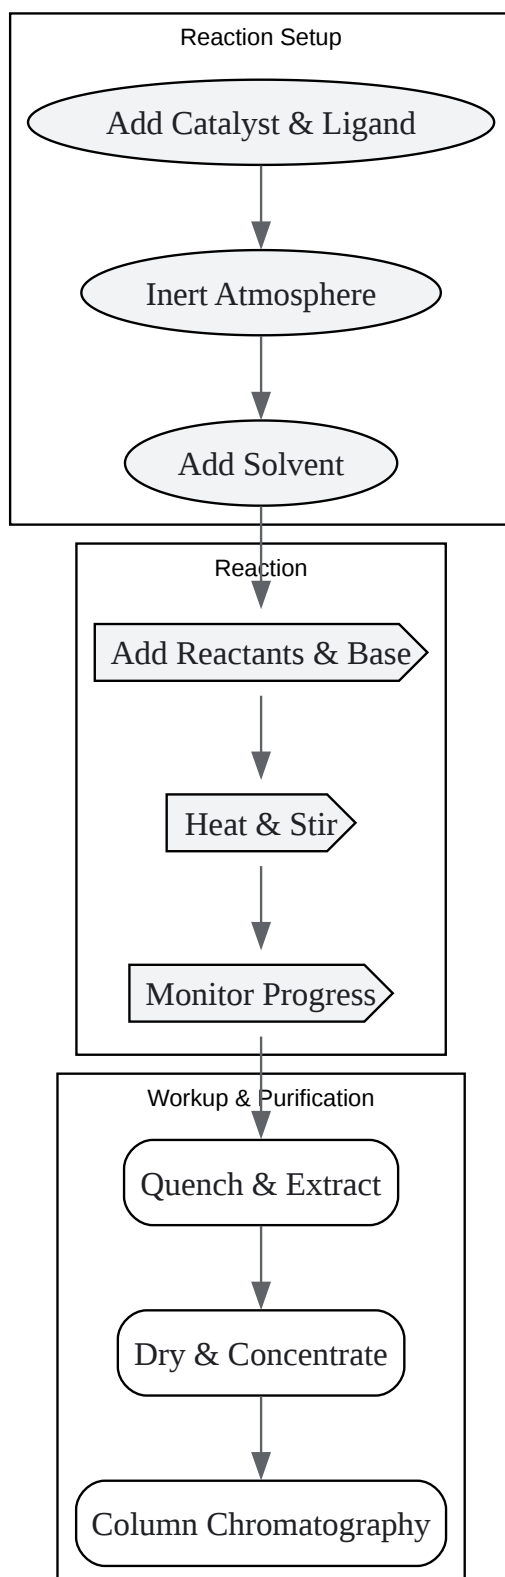 Reaction Setup
Add Catalyst & Ligand
Inert Atmosphere
Add Solvent
Reaction
Add Reactants & Base
Heat & Stir
Monitor Progress
Workup & Purification
Quench & Extract
Dry & Concentrate
Column Chromatography